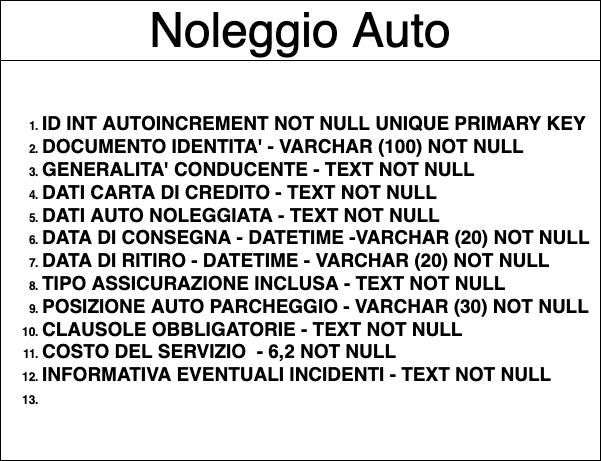 Noleggio Auto
1. ID INT AUTOINCREMENT NOT NULL UNIQUE PRIMARY KEY
2. DOCUMENTO IDENTITA' - VARCHAR (100) NOT NULL
3. GENERALITA' CONDUCENTE - TEXT NOT NULL
4. DATI CARTA DI CREDITO - TEXT NOT NULL
5. DATI AUTO NOLEGGIATA - TEXT NOT NULL
6. DATA DI CONSEGNA - DATETIME -VARCHAR (20) NOT NULL
7. DATA DI RITIRO - DATETIME - VARCHAR (20) NOT NULL
8. TIPO ASSICURAZIONE INCLUSA - TEXT NOT NULL
9. POSIZIONE AUTO PARCHEGGIO - VARCHAR (30) NOT NULL
10. CLAUSOLE OBBLIGATORIE - TEXT NOT NULL
11. COSTO DEL SERVIZIO  - 6,2 NOT NULL
12. INFORMATIVA EVENTUALI INCIDENTI - TEXT NOT NULL
13.